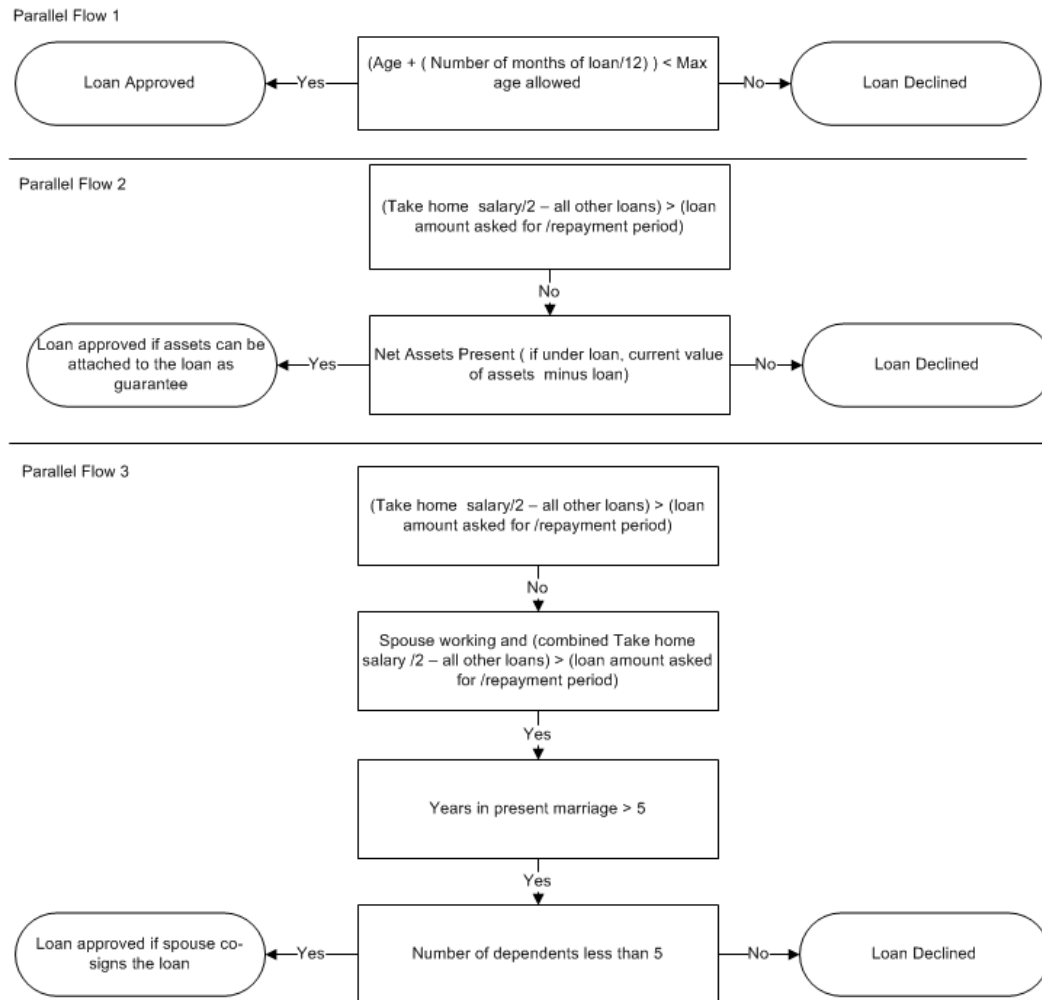 Parallel Flow 1
Loan Approved
Yes
(Age + ( Number of months of loan/12) ) < Max
age allowed
No
Loan Declined
Parallel Flow 2
(Take home  salary/2 – all other loans) > (loan
amount asked for /repayment period)
No
Loan approved if assets can be
attached to the loan as
guarantee
Yes
Net Assets Present ( if under loan, current value
of assets  minus loan)
No
Loan Declined
Parallel Flow 3
(Take home  salary/2 – all other loans) > (loan
amount asked for /repayment period)
No
Spouse working and (combined Take home
salary /2 – all other loans) > (loan amount asked
for /repayment period)
Yes
Years in present marriage > 5
Yes
Loan approved if spouse co-
signs the loan
Yes
Number of dependents less than 5
No
Loan Declined